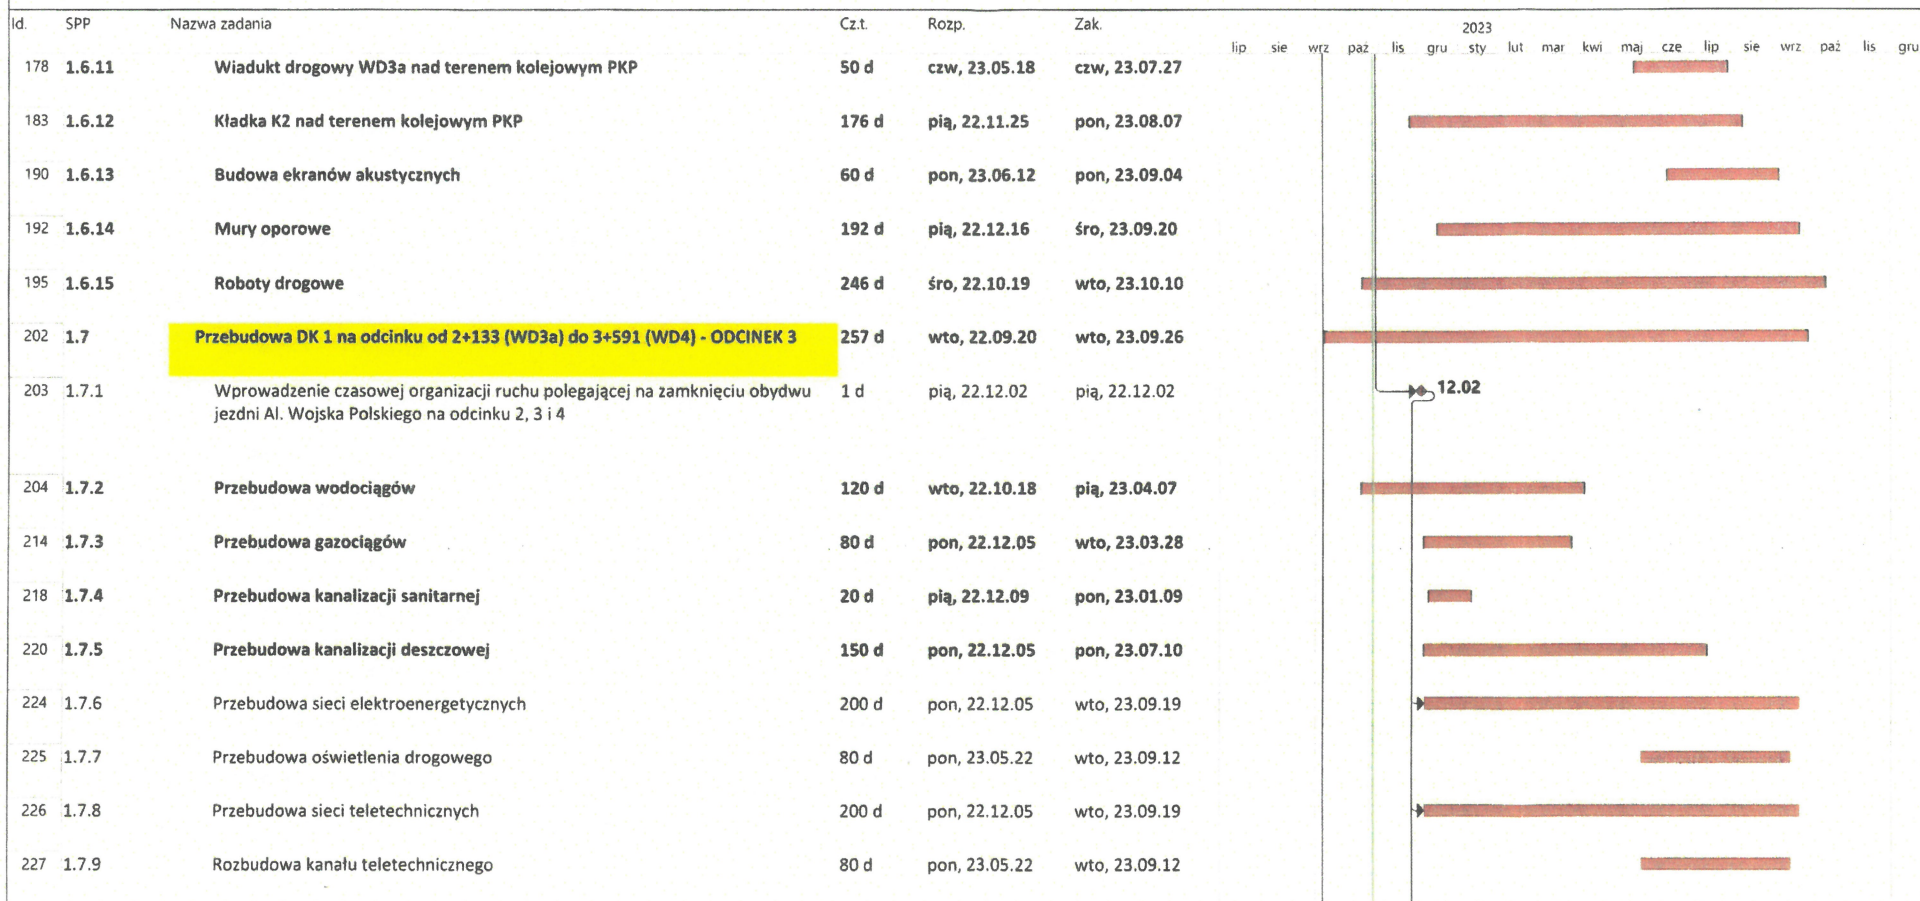 Id. SPP Nazwa zadania Cz.t. Rozp. Zak.
2023
lip sie wrz paź lis gru sty lut mar kwi maj cze lip sie wrz paź lis gru
178 1.6.11 Wiadukt drogowy WD3a nad terenem kolejowym PKP 50 d czw, 23.05.18 czw, 23.07.27
183 1.6.12 Kładka K2 nad terenem kolejowym PKP 176 d pią, 22.11.25 pon, 23.08.07
190 1.6.13 Budowa ekranów akustycznych 60 d pon, 23.06.12 pon, 23.09.04
192 1.6.14 Mury oporowe 192 d pią, 22.12.16 śro, 23.09.20
195 1.6.15 Roboty drogowe 246 d śro, 22.10.19 wto, 23.10.10
202 1.7 Przebudowa DK 1 na odcinku od 2+133 (WD3a) do 3+591 (WD4) - ODCINEK 3 257 d wto, 22.09.20 wto, 23.09.26
203 1.7.1 Wprowadzenie czasowej organizacji ruchu polegającej na zamknięciu obydwu 1 d pią, 22.12.02 pią, 22.12.02 12.02
jezdni Al. Wojska Polskiego na odcinku 2, 3 i 4
204 1.7.2 Przebudowa wodociągów 120 d wto, 22.10.18 pią, 23.04.07
214 1.7.3 Przebudowa gazociągów 80 d pon, 22.12.05 wto, 23.03.28
218 1.7.4 Przebudowa kanalizacji sanitarnej 20 d pią, 22.12.09 pon, 23.01.09
220 1.7.5 Przebudowa kanalizacji deszczowej 150 d pon, 22.12.05 pon, 23.07.10
224 1.7.6 Przebudowa sieci elektroenergetycznych 200 d pon, 22.12.05 wto, 23.09.19
225 1.7.7 Przebudowa oświetlenia drogowego 80 d pon, 23.05.22 wto, 23.09.12
226 1.7.8 Przebudowa sieci teletechnicznych 200 d pon, 22.12.05 wto, 23.09.19
227 1.7.9 Rozbudowa kanału teletechnicznego 80 d pon, 23.05.22 wto, 23.09.12